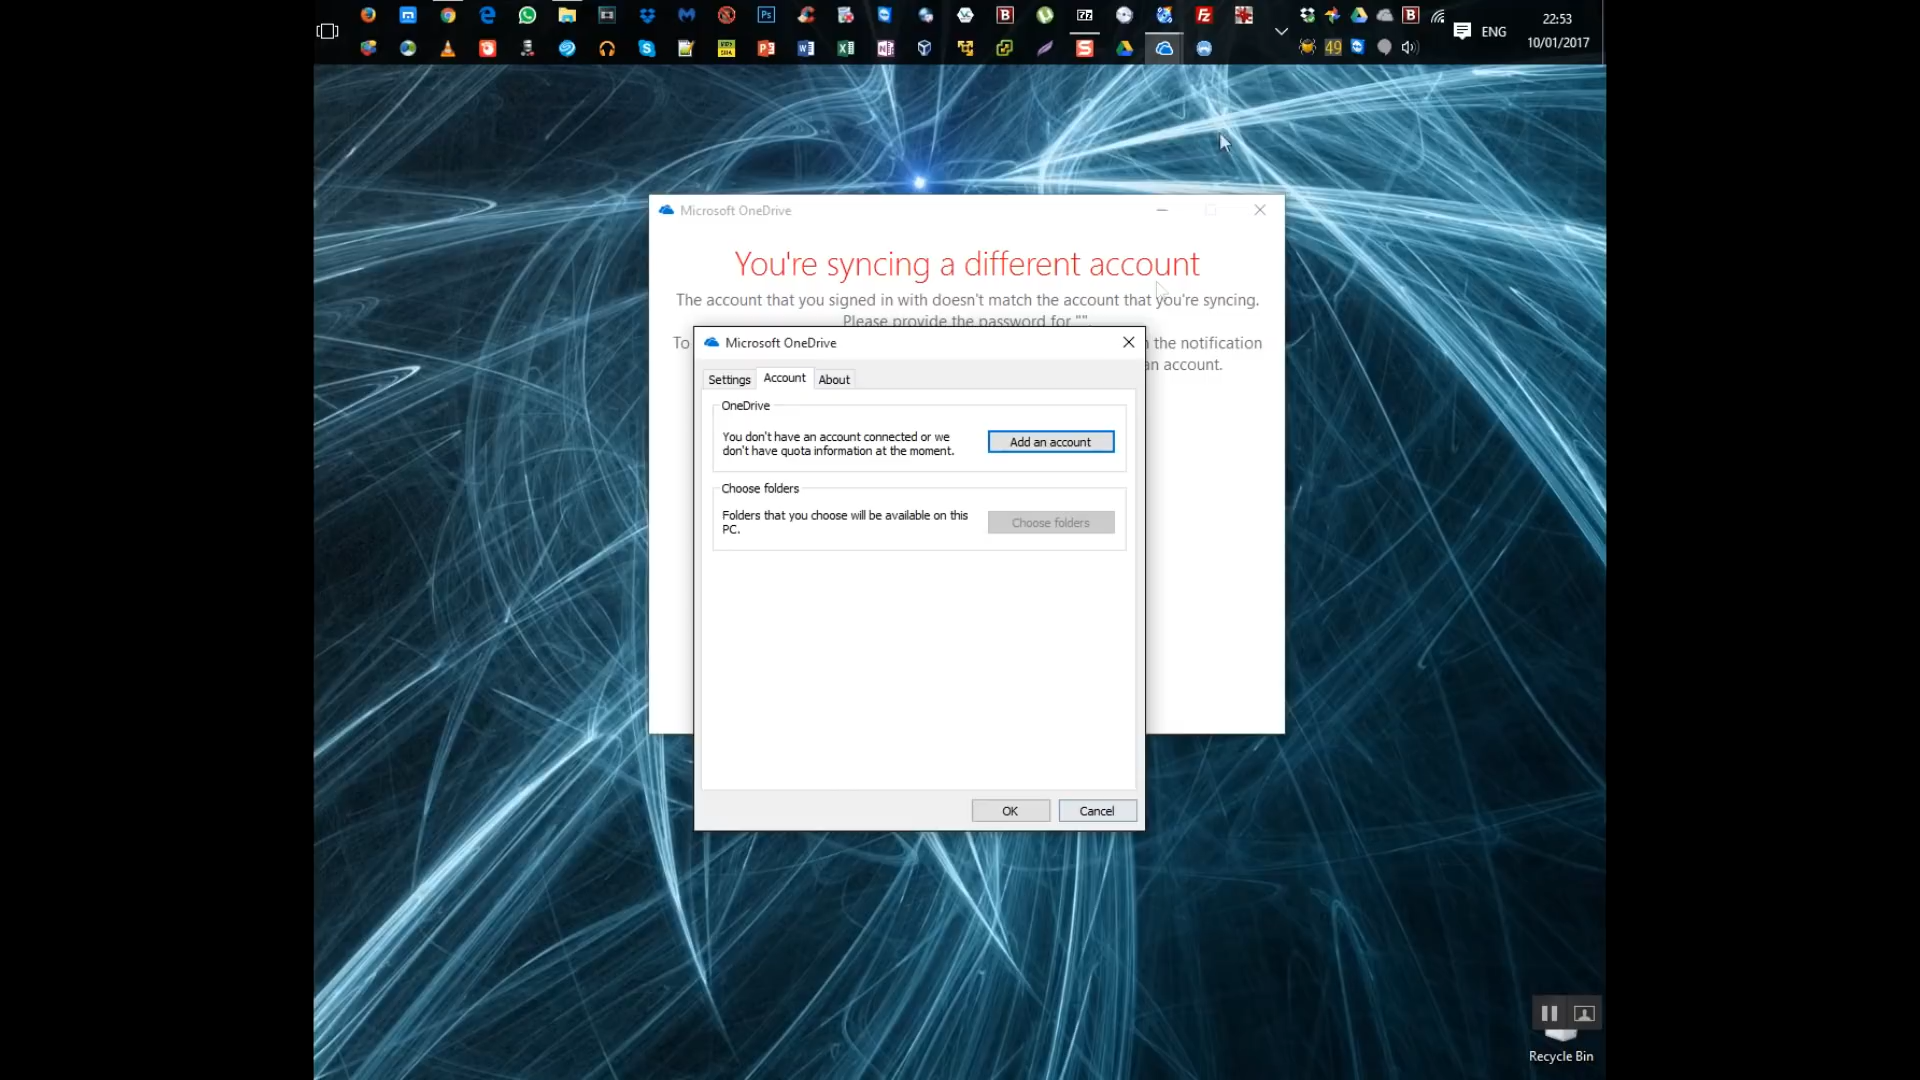 22:53
ENG
10/01/2017
Microsoft OneDrive
You're syncing a different account
The account that you signed in with doesn't match the account that you're syncing.
Please provide the password for "".
To
the notification
an account.
Microsoft OneDrive
Settings
Account
About
OneDrive
You don't have an account connected or we
don't have quota information at the moment.
Add an account
Choose folders
Folders that you choose will be available on this
PC.
Choose folders
OK
Cancel
Recycle Bin